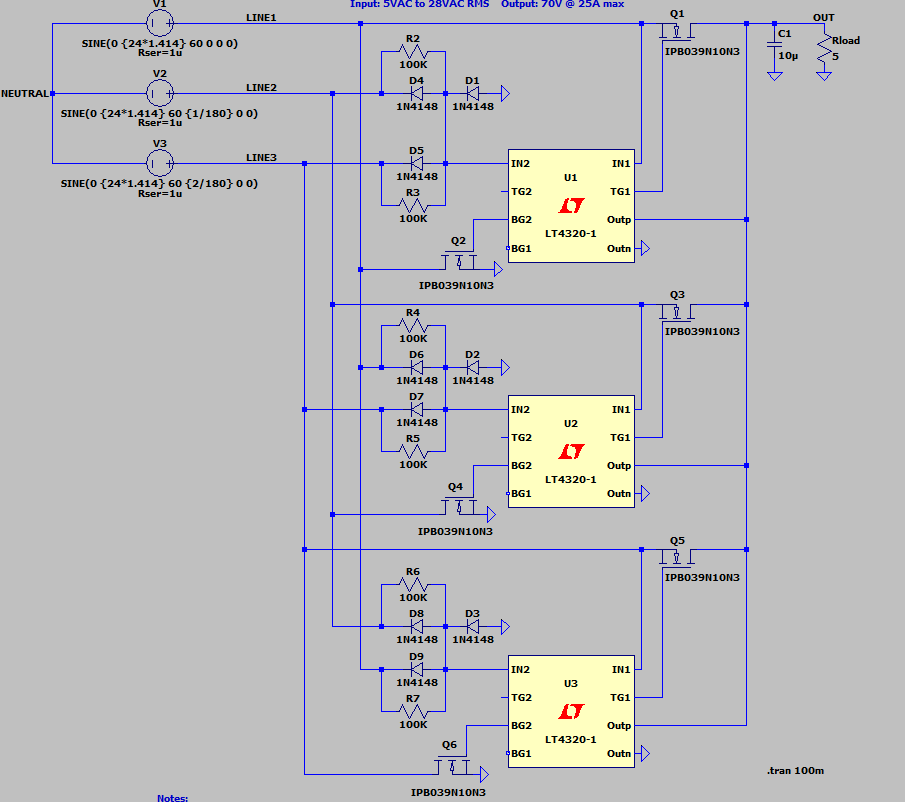 Input: 5VAC to 28VAC RMS Output: 70V @ 25A max
V1
LINE1
SINE(0 {24*1.414} 60 0 0 0)
Rser=1u
V2
LINE2
NEUTRAL
SINE(0 {24*1.414} 60 {1/180} 0 0)
Rser=1u
V3
LINE3
SINE(0 {24*1.414} 60 {2/180} 0 0)
Rser=1u
Q1
IPB039N10N3
OUT
C1
10µ
Rload
5
R2
100K
D4
1N4148
D1
1N4148
D5
1N4148
R3
100K
IN2
IN1
U1
TG2
TG1
BG2
Outp
LT4320-1
BG1
Outn
Q2
IPB039N10N3
Q3
IPB039N10N3
R4
100K
D6
1N4148
D2
1N4148
D7
1N4148
R5
100K
IN2
IN1
U2
TG2
TG1
BG2
Outp
LT4320-1
BG1
Outn
Q4
IPB039N10N3
Q5
IPB039N10N3
R6
100K
D8
1N4148
D3
1N4148
D9
1N4148
R7
100K
IN2
IN1
U3
TG2
TG1
BG2
Outp
LT4320-1
BG1
Outn
Q6
IPB039N10N3
.tran 100m
Notes: